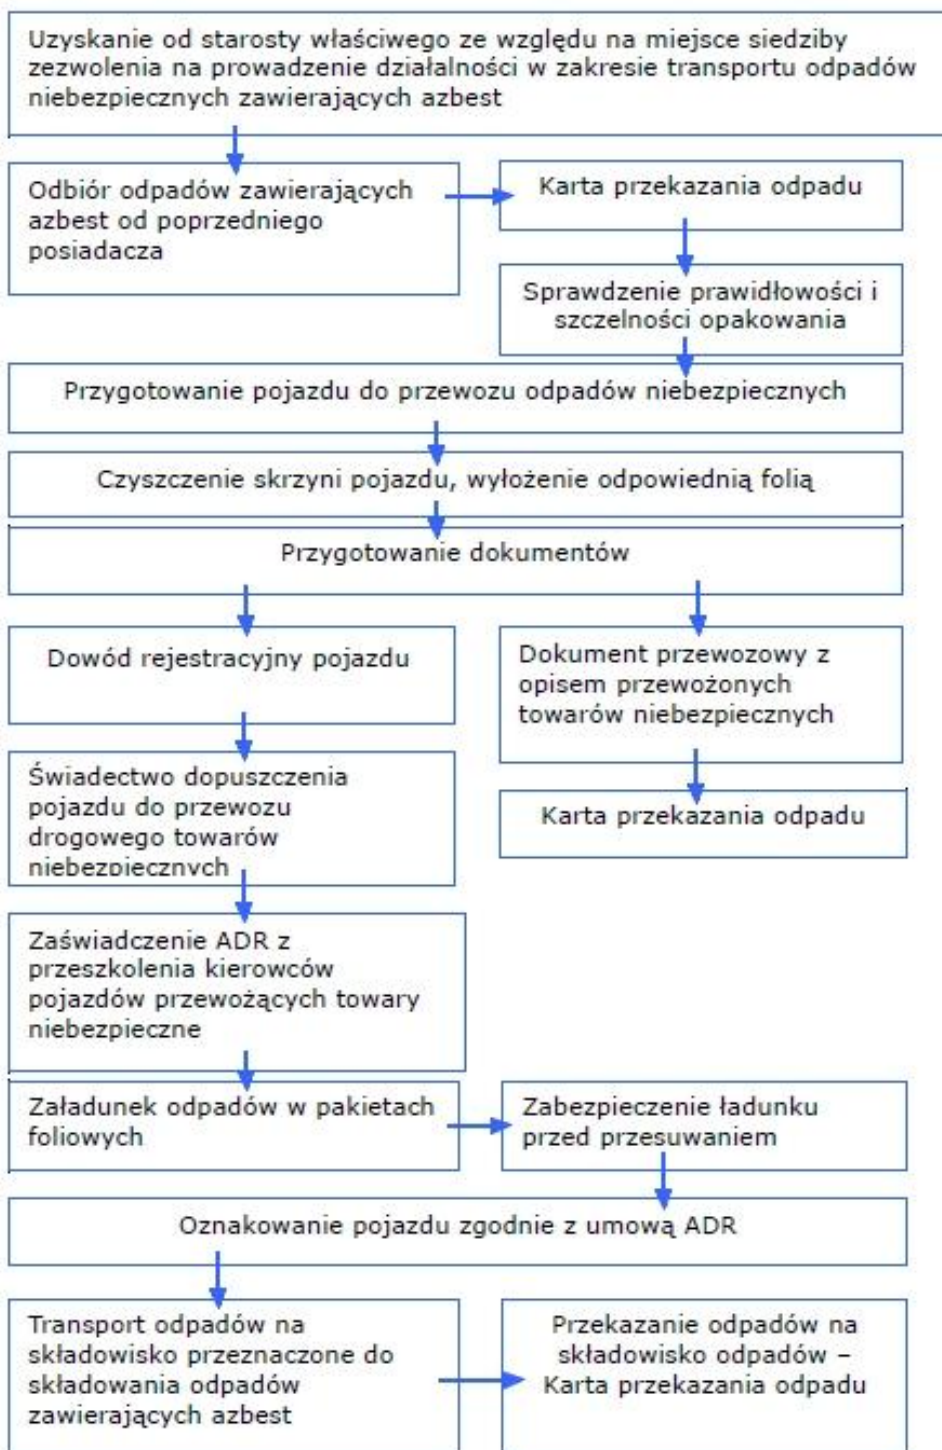 Uzyskanie od starosty właściwego ze względu na miejsce siedziby
zezwolenia na prowadzenie działalności w zakresie transportu odpadów
niebezpiecznych zawierających azbest
Odbiór odpadów zawierających
azbest od poprzedniego
posiadacza
Karta przekazania odpadu
Sprawdzenie prawidłowości i
szczelności opakowania
Przygotowanie pojazdu do przewozu odpadów niebezpiecznych
Czyszczenie skrzyni pojazdu, wyłożenie odpowiednią folią
Przygotowanie dokumentów
Dowód rejestracyjny pojazdu
Świadectwo dopuszczenia
pojazdu do przewozu
drogowego towarów
niebezpiecznych
Zaświadczenie ADR z
przeszkolenia kierowców
pojazdów przewożących towary
niebezpieczne
Dokument przewozowy z
opisem przewożonych
towarów niebezpiecznych
Karta przekazania odpadu
Załadunek odpadów w pakietach
foliowych
Zabezpieczenie ładunku
przed przesuwaniem
Oznakowanie pojazdu zgodnie z umową ADR
Transport odpadów na
składowisko przeznaczone do
składowania odpadów
zawierających azbest
Przekazanie odpadów na
składowisko odpadów –
Karta przekazania odpadu